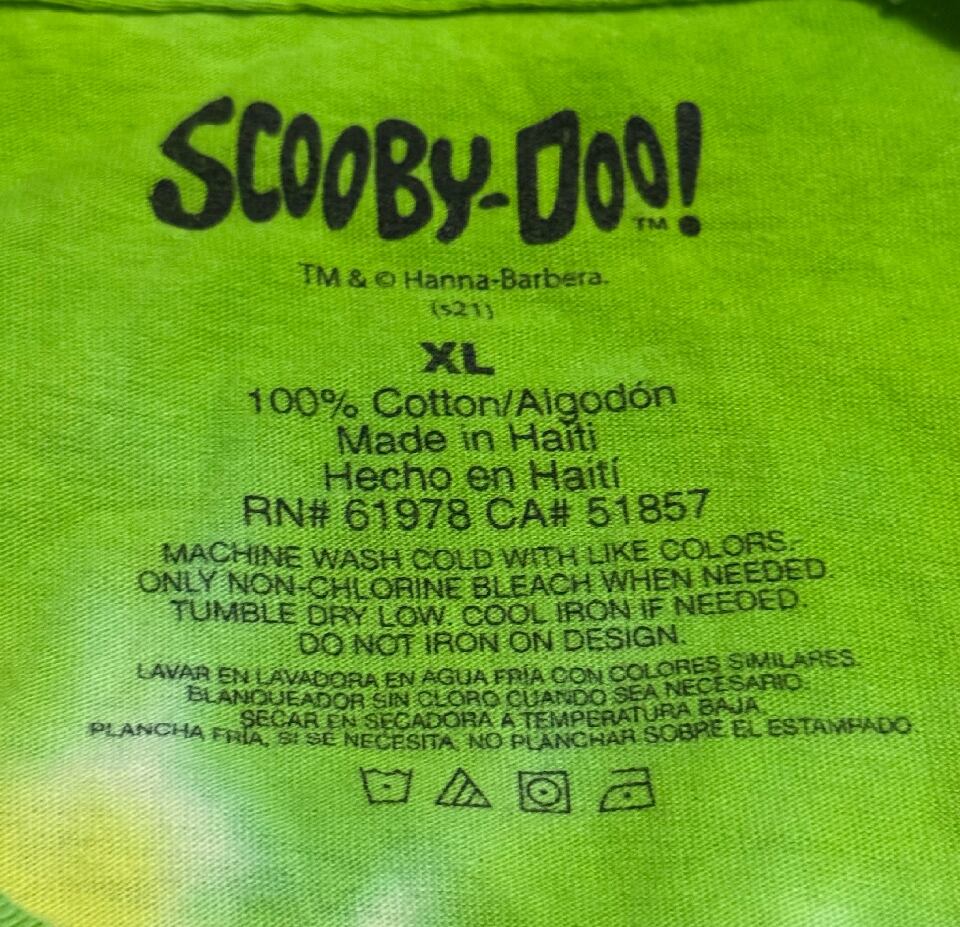 SCOOBY-DOO!™
TM & © Hanna-Barbera.
(s21)
XL
100% Cotton/Algodón
Made in Haiti
Hecho en Haití
RN# 61978 CA# 51857
MACHINE WASH COLD WITH LIKE COLORS.
ONLY NON-CHLORINE BLEACH WHEN NEEDED.
TUMBLE DRY LOW. COOL IRON IF NEEDED.
DO NOT IRON ON DESIGN.
LAVAR EN LAVADORA EN AGUA FRÍA CON COLORES SIMILARES.
BLANQUEADOR SIN CLORO CUANDO SEA NECESARIO.
SECAR EN SECADORA A TEMPERATURA BAJA.
PLANCHA FRÍA, SI SE NECESITA, NO PLANCHAR SOBRE EL ESTAMPADO.